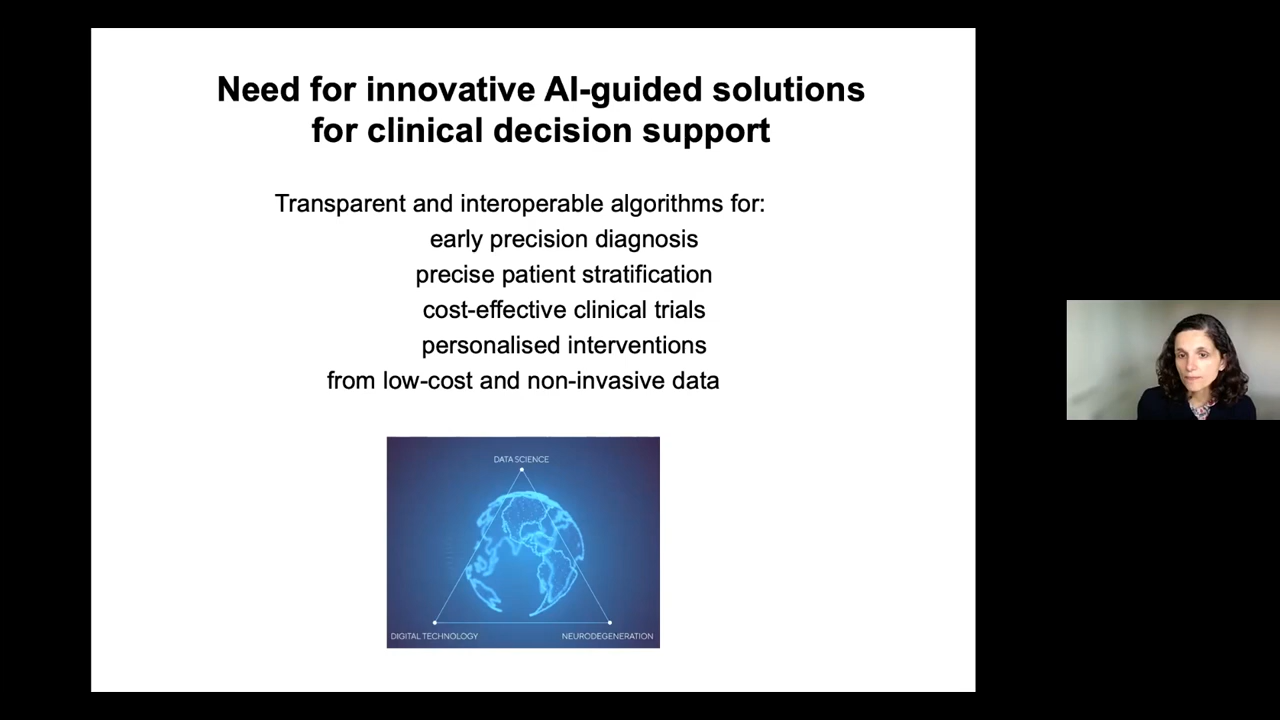 Need for innovative AI-guided solutions
for clinical decision support
Transparent and interoperable algorithms for:
early precision diagnosis
precise patient stratification
cost-effective clinical trials
personalised interventions
from low-cost and non-invasive data
DATA SCIENCE
DIGITAL TECHNOLOGY
NEURODEGENERATION